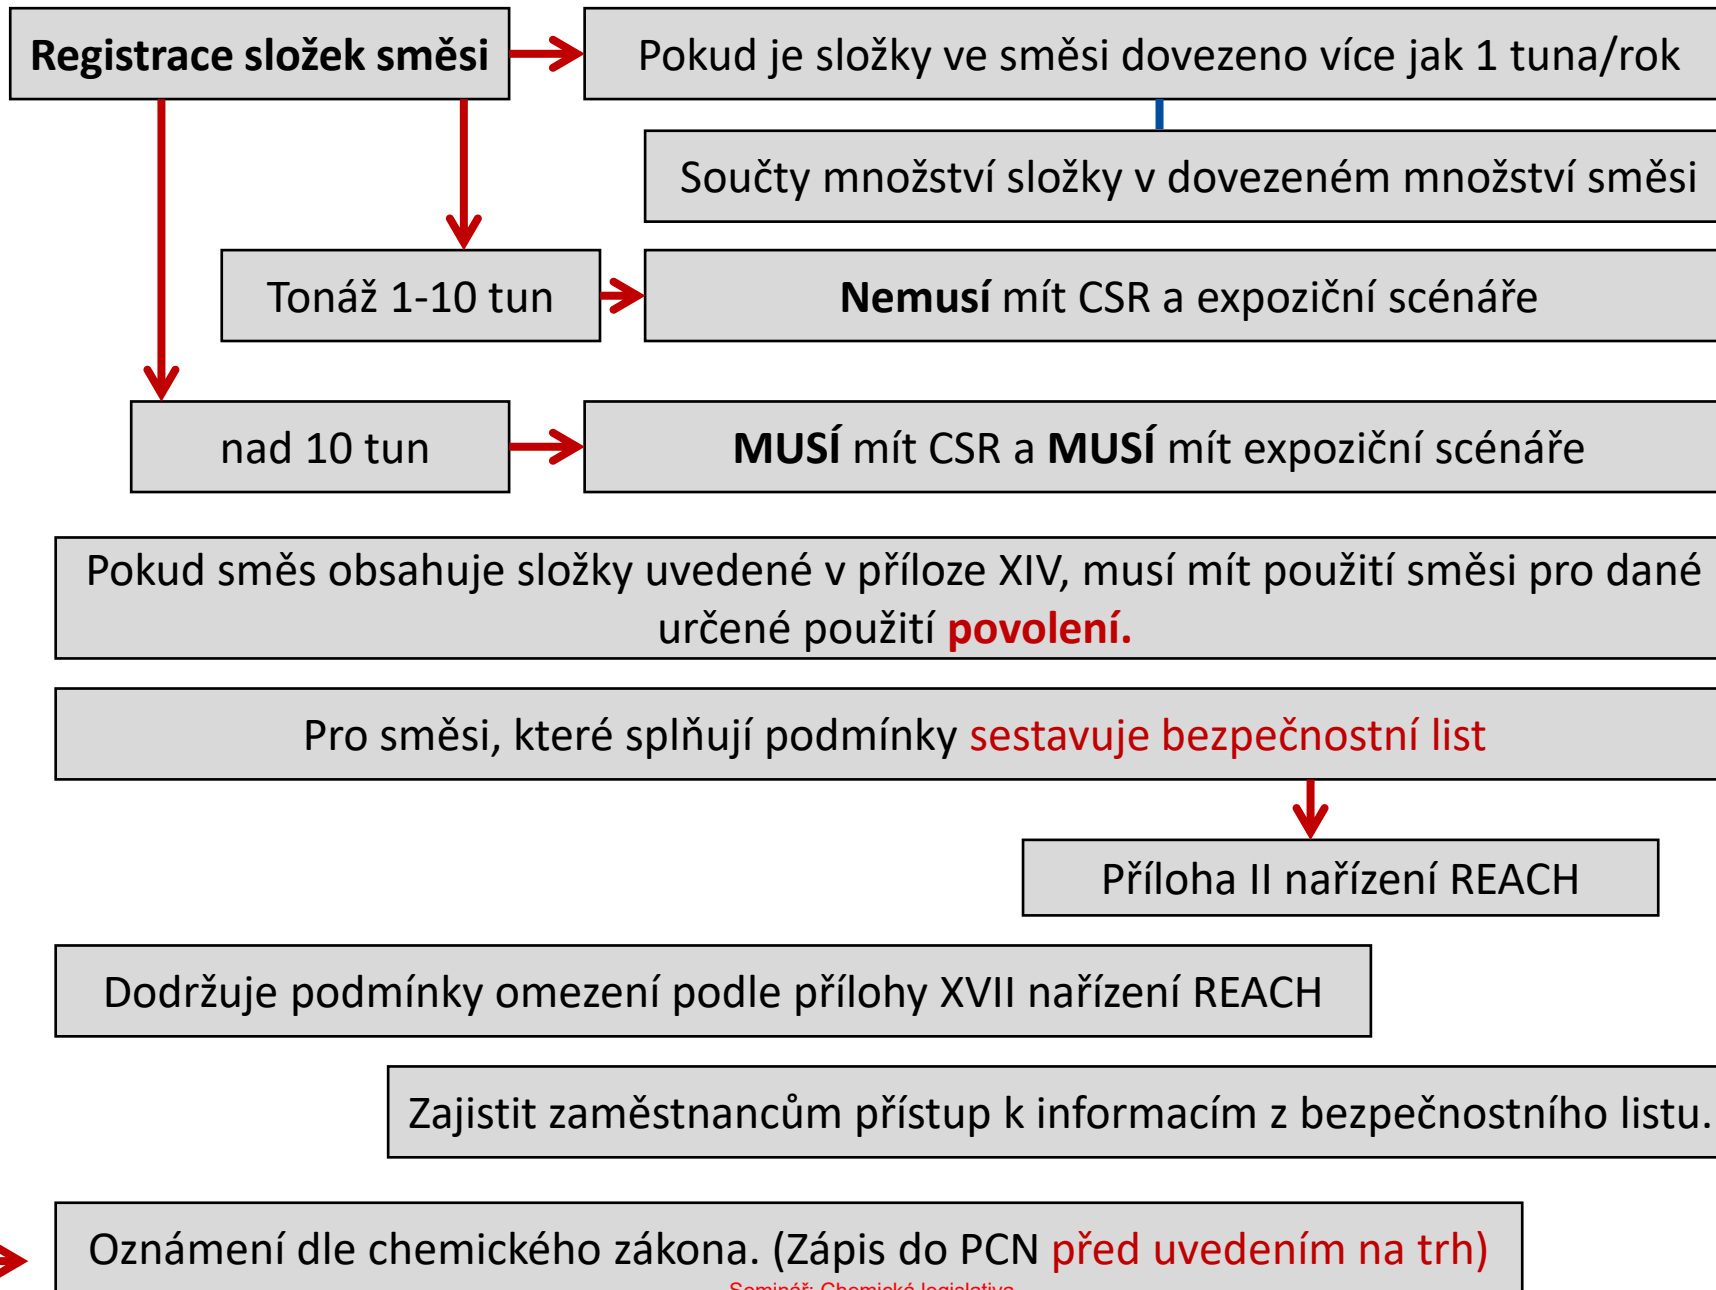 Registrace složek směsi
Pokud je složky ve směsi dovezeno více jak 1 tuna/rok
Součty množství složky v dovezeném množství směsi
Tonáž 1-10 tun
Nemusí mít CSR a expoziční scénáře
nad 10 tun
MUSÍ mít CSR a MUSÍ mít expoziční scénáře
Pokud směs obsahuje složky uvedené v příloze XIV, musí mít použití směsi pro dané
určené použití povolení.
Pro směsi, které splňují podmínky sestavuje bezpečnostní list
Příloha II nařízení REACH
Dodržuje podmínky omezení podle přílohy XVII nařízení REACH
Zajistit zaměstnancům přístup k informacím z bezpečnostního listu.
Oznámení dle chemického zákona. (Zápis do PCN před uvedením na trh)
Seminář: Chemická legislativa